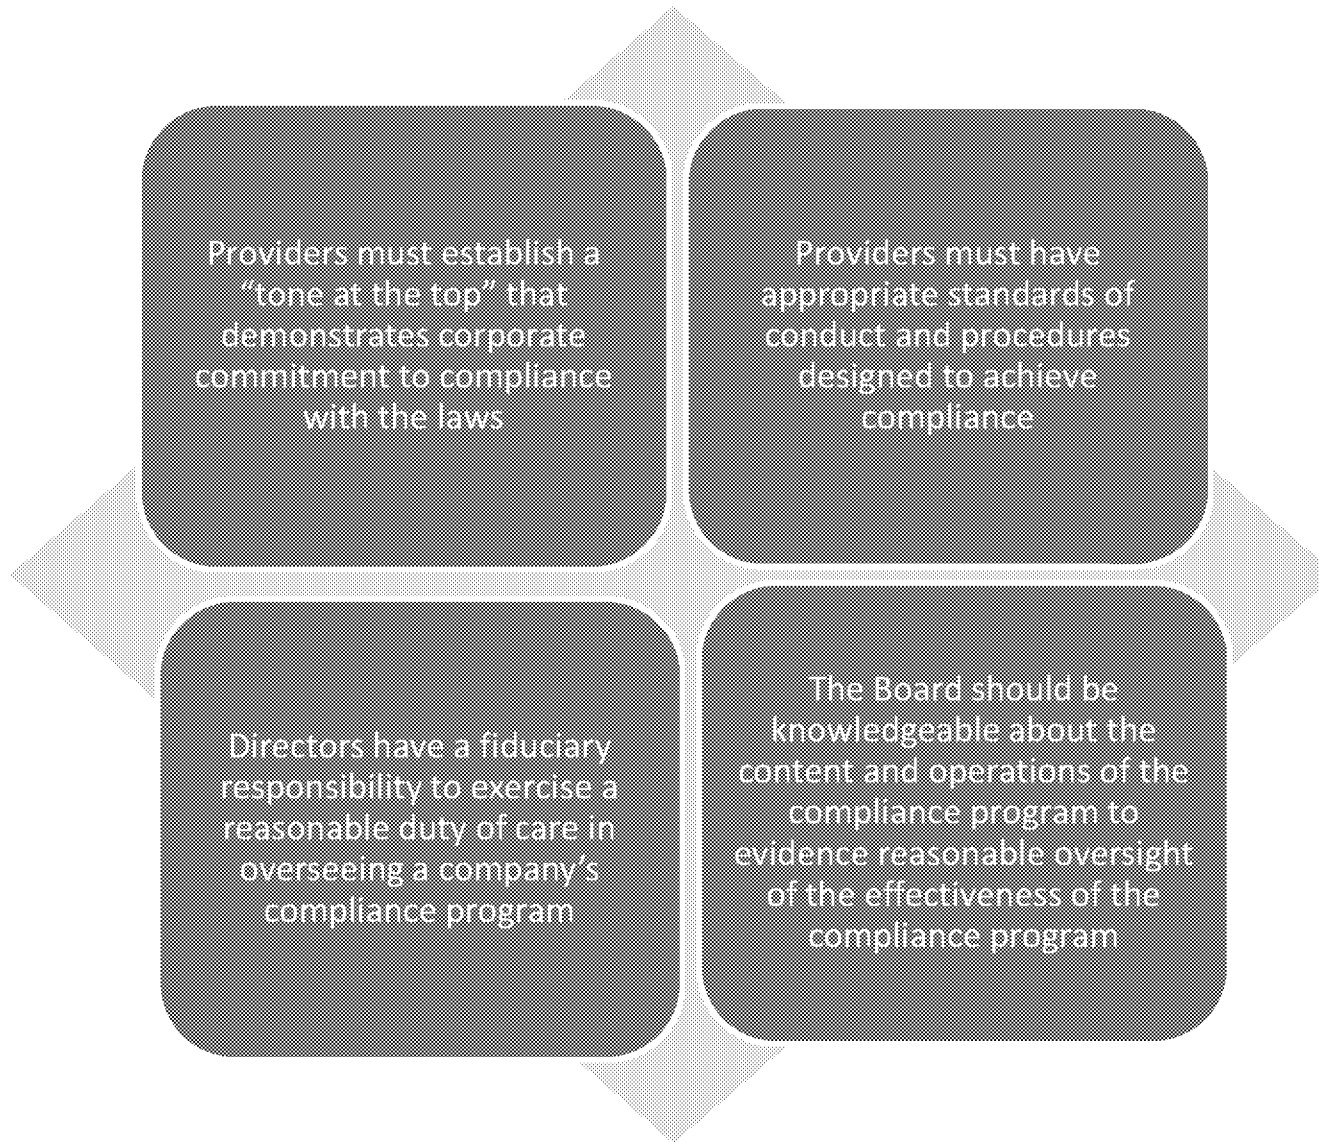 Providers must establish a
“tone at the top” that
demonstrates corporate
commitment to compliance
with the laws
Providers must have
appropriate standards of
conduct and procedures
designed to achieve
compliance
Directors have a fiduciary
responsibility to exercise a
reasonable duty of care in
overseeing a company’s
compliance program
The Board should be
knowledgeable about the
content and operations of the
compliance program to
evidence reasonable oversight
of the effectiveness of the
compliance program